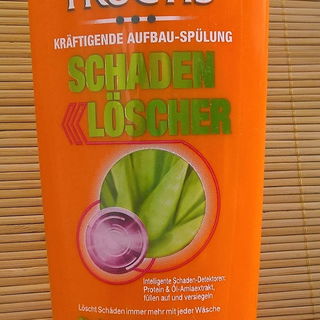 FRUCTIS
KRÄFTIGENDE AUFBAU-SPÜLUNG
SCHADEN
LÖSCHER
Intelligente Schaden-Detektoren:
Protein & Öl-Amlaextrakt,
füllen auf und versiegeln
Löscht Schäden immer mehr mit jeder Wäsche